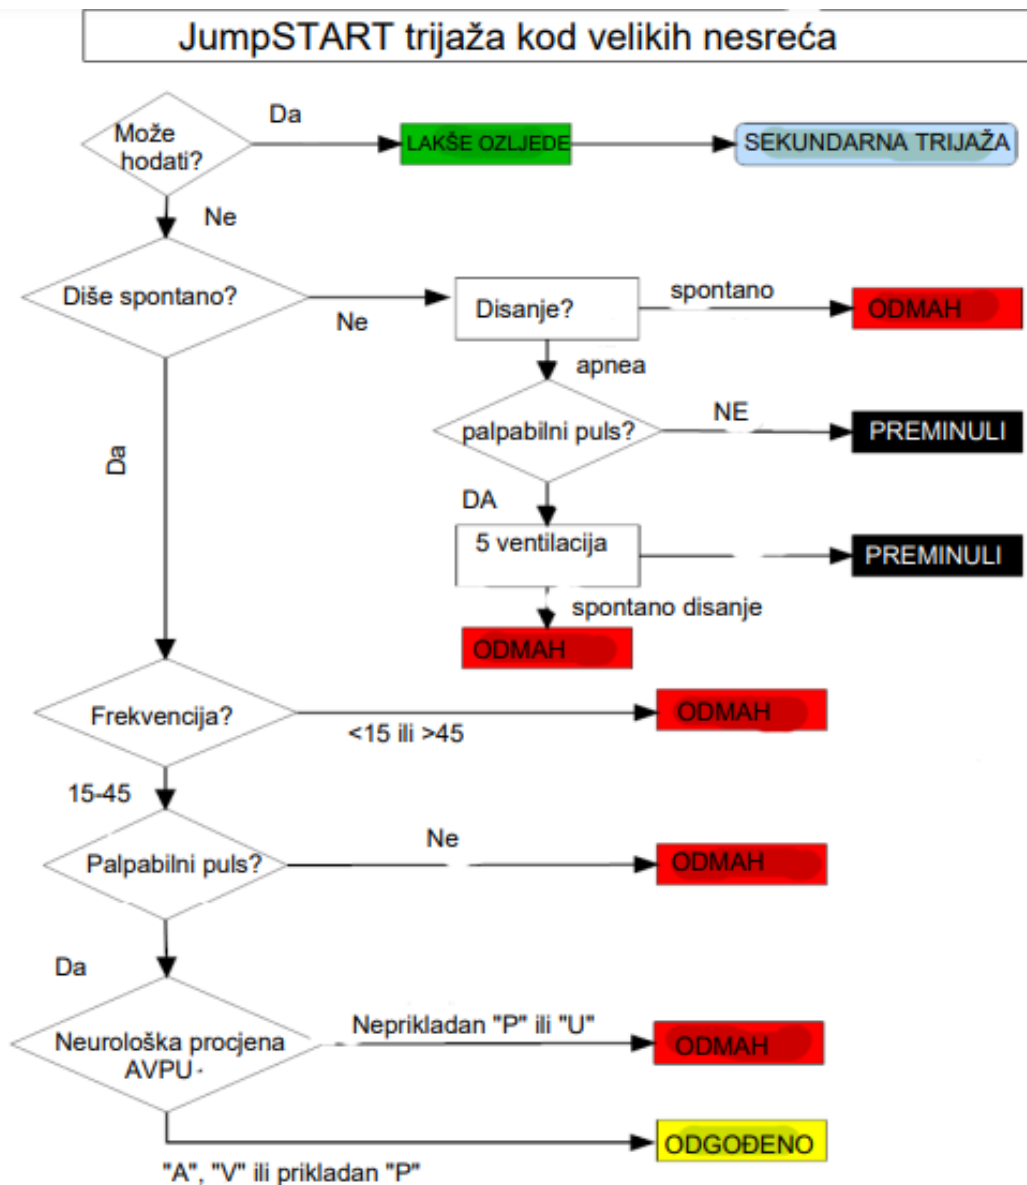 JumpSTART trijaža kod velikih nesreća
Može
hodati?
Da
LAKŠE OZLJEDE
SEKUNDARNA TRIJAŽA
Ne
Diše spontano?
Ne
Disanje?
spontano
ODMAH
apnea
palpabilni puls?
NE
PREMINULI
Da
DA
5 ventilacija
PREMINULI
spontano disanje
ODMAH
Frekvencija?
<15 ili >45
ODMAH
15-45
Palpabilni puls?
Ne
ODMAH
Da
Neurološka procjena
AVPU
Neprikladan "P" ili "U"
ODMAH
ODGOĐENO
"A", "V" ili prikladan "P"